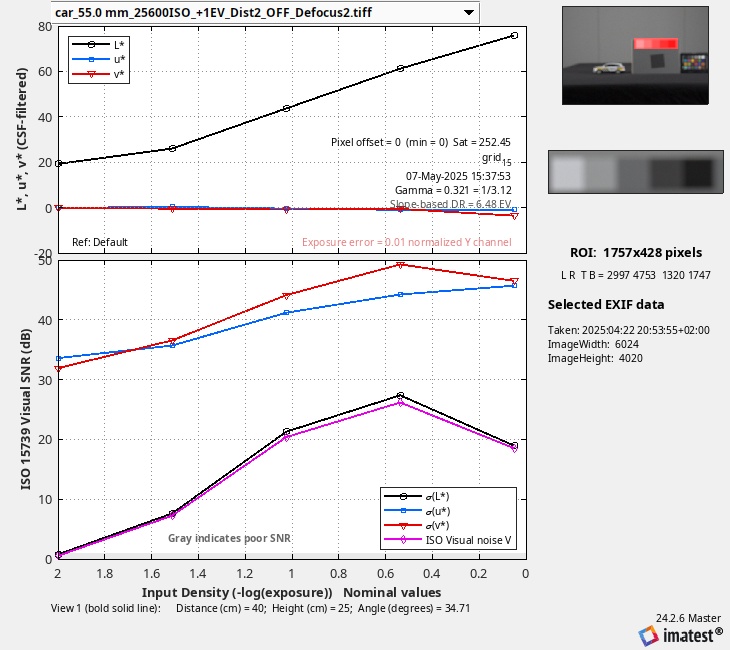 car_55.0 mm_25600ISO_+1EV_Dist2_OFF_Defocus2.tiff
L*, u*, v* (CSF-filtered)
80
60
40
20
0
-20
L*
u*
v*
Pixel offset = 0 (min = 0) Sat = 252.45
grid15
07-May-2025 15:37:53
Gamma = 0.321 = 1/3.12
Slope-based DR = 6.48 EV
Ref: Default
Exposure error = 0.01 normalized Y channel
ISO 15739 Visual SNR (dB)
50
40
30
20
10
0
σ(L*)
σ(u*)
σ(v*)
ISO Visual noise V
Gray indicates poor SNR
2 1.8 1.6 1.4 1.2 1 0.8 0.6 0.4 0.2 0
Input Density (-log(exposure)) Nominal values
View 1 (bold solid line): Distance (cm) = 40; Height (cm) = 25; Angle (degrees) = 34.71
ROI: 1757x428 pixels
L R T B = 2997 4753 1320 1747
Selected EXIF data
Taken: 2025:04:22 20:53:55+02:00
ImageWidth: 6024
ImageHeight: 4020
24.2.6 Master
imatest®